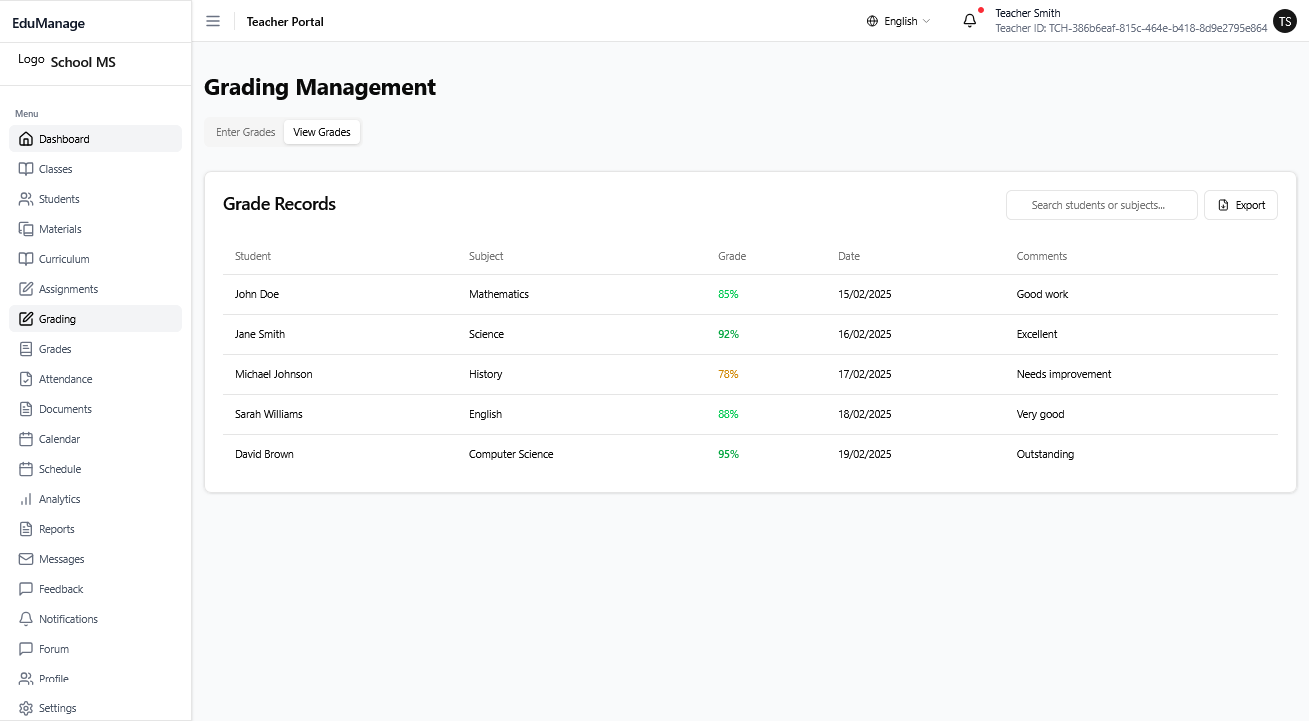 EduManage
Logo School MS
Menu
Dashboard
Classes
Students
Materials
Curriculum
Assignments
Grading
Grades
Attendance
Documents
Calendar
Schedule
Analytics
Reports
Messages
Feedback
Notifications
Forum
Profile
Settings
Teacher Portal
English
Teacher Smith
Teacher ID: TCH-386b6eaf-815c-464e-b418-8d9e2795e864
TS
Grading Management
Enter Grades View Grades
Grade Records
Search students or subjects...
Export
Student Subject Grade Date Comments
John Doe Mathematics 85% 15/02/2025 Good work
Jane Smith Science 92% 16/02/2025 Excellent
Michael Johnson History 78% 17/02/2025 Needs improvement
Sarah Williams English 88% 18/02/2025 Very good
David Brown Computer Science 95% 19/02/2025 Outstanding